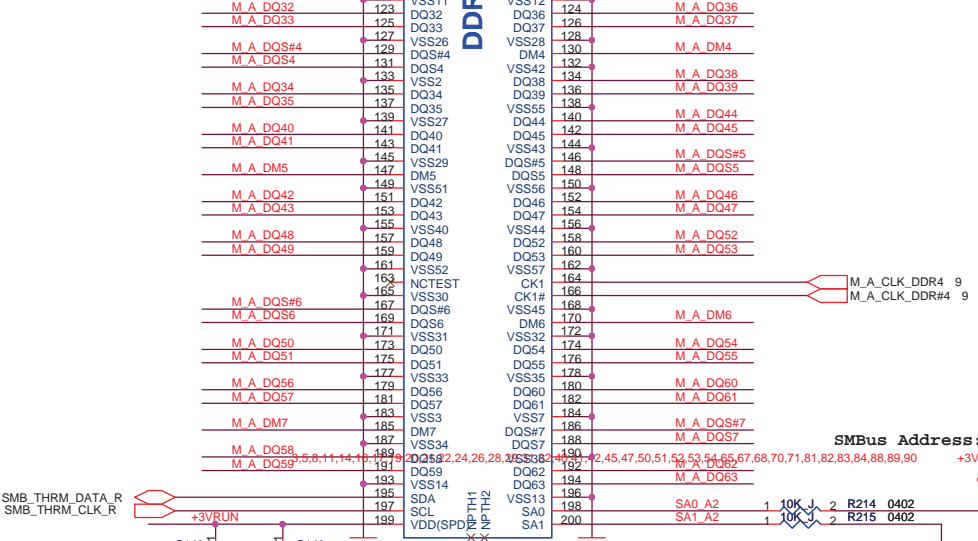 VSS11 VSS12
M_A_DQ32 123 DQ32 DQ36 124 M_A_DQ36
M_A_DQ33 125 DQ33 DQ37 126 M_A_DQ37
127 VSS26 VSS28 128
M_A_DQS#4 129 DQS#4 DM4 130 M_A_DM4
M_A_DQS4 131 DQS4 VSS42 132
133 VSS2 DQ38 134 M_A_DQ38
M_A_DQ34 135 DQ34 DQ39 136 M_A_DQ39
M_A_DQ35 137 DQ35 VSS55 138
139 VSS27 DQ44 140 M_A_DQ44
M_A_DQ40 141 DQ40 DQ45 142 M_A_DQ45
M_A_DQ41 143 DQ41 VSS43 144
145 VSS29 DQS#5 146 M_A_DQS#5
M_A_DM5 147 DM5 DQS5 148 M_A_DQS5
149 VSS51 VSS56 150
M_A_DQ42 151 DQ42 DQ46 152 M_A_DQ46
M_A_DQ43 153 DQ43 DQ47 154 M_A_DQ47
155 VSS40 VSS44 156
M_A_DQ48 157 DQ48 DQ52 158 M_A_DQ52
M_A_DQ49 159 DQ49 DQ53 160 M_A_DQ53
161 VSS52 VSS57 162
163 NCTEST CK1 164 M_A_CLK_DDR4 9
165 VSS30 CK1# 166 M_A_CLK_DDR#4 9
M_A_DQS#6 167 DQS#6 VSS45 168
M_A_DQS6 169 DQS6 DM6 170 M_A_DM6
171 VSS31 VSS32 172
M_A_DQ50 173 DQ50 DQ54 174 M_A_DQ54
M_A_DQ51 175 DQ51 DQ55 176 M_A_DQ55
177 VSS33 VSS35 178
M_A_DQ56 179 DQ56 DQ60 180 M_A_DQ60
M_A_DQ57 181 DQ57 DQ61 182 M_A_DQ61
183 VSS3 VSS7 184
M_A_DM7 185 DM7 DQS#7 186 M_A_DQS#7
187 VSS34 DQS7 188 M_A_DQS7
SMBus Address:
M_A_DQ58 189 DQ58 VSS36 190
+3V
M_A_DQ59 191 DQ59 DQ62 192 M_A_DQ62
193 VSS14 DQ63 194 M_A_DQ63
SMB_THRM_DATA_R 195 SDA VSS13 196
SMB_THRM_CLK_R 197 SCL SA0 198 SA0_A2 1 10K_J 2 R214 0402
+3VRUN 199 VDD(SPD) SA1 200 SA1_A2 1 10K_J 2 R215 0402
NPTH1
NPTH2
DDR